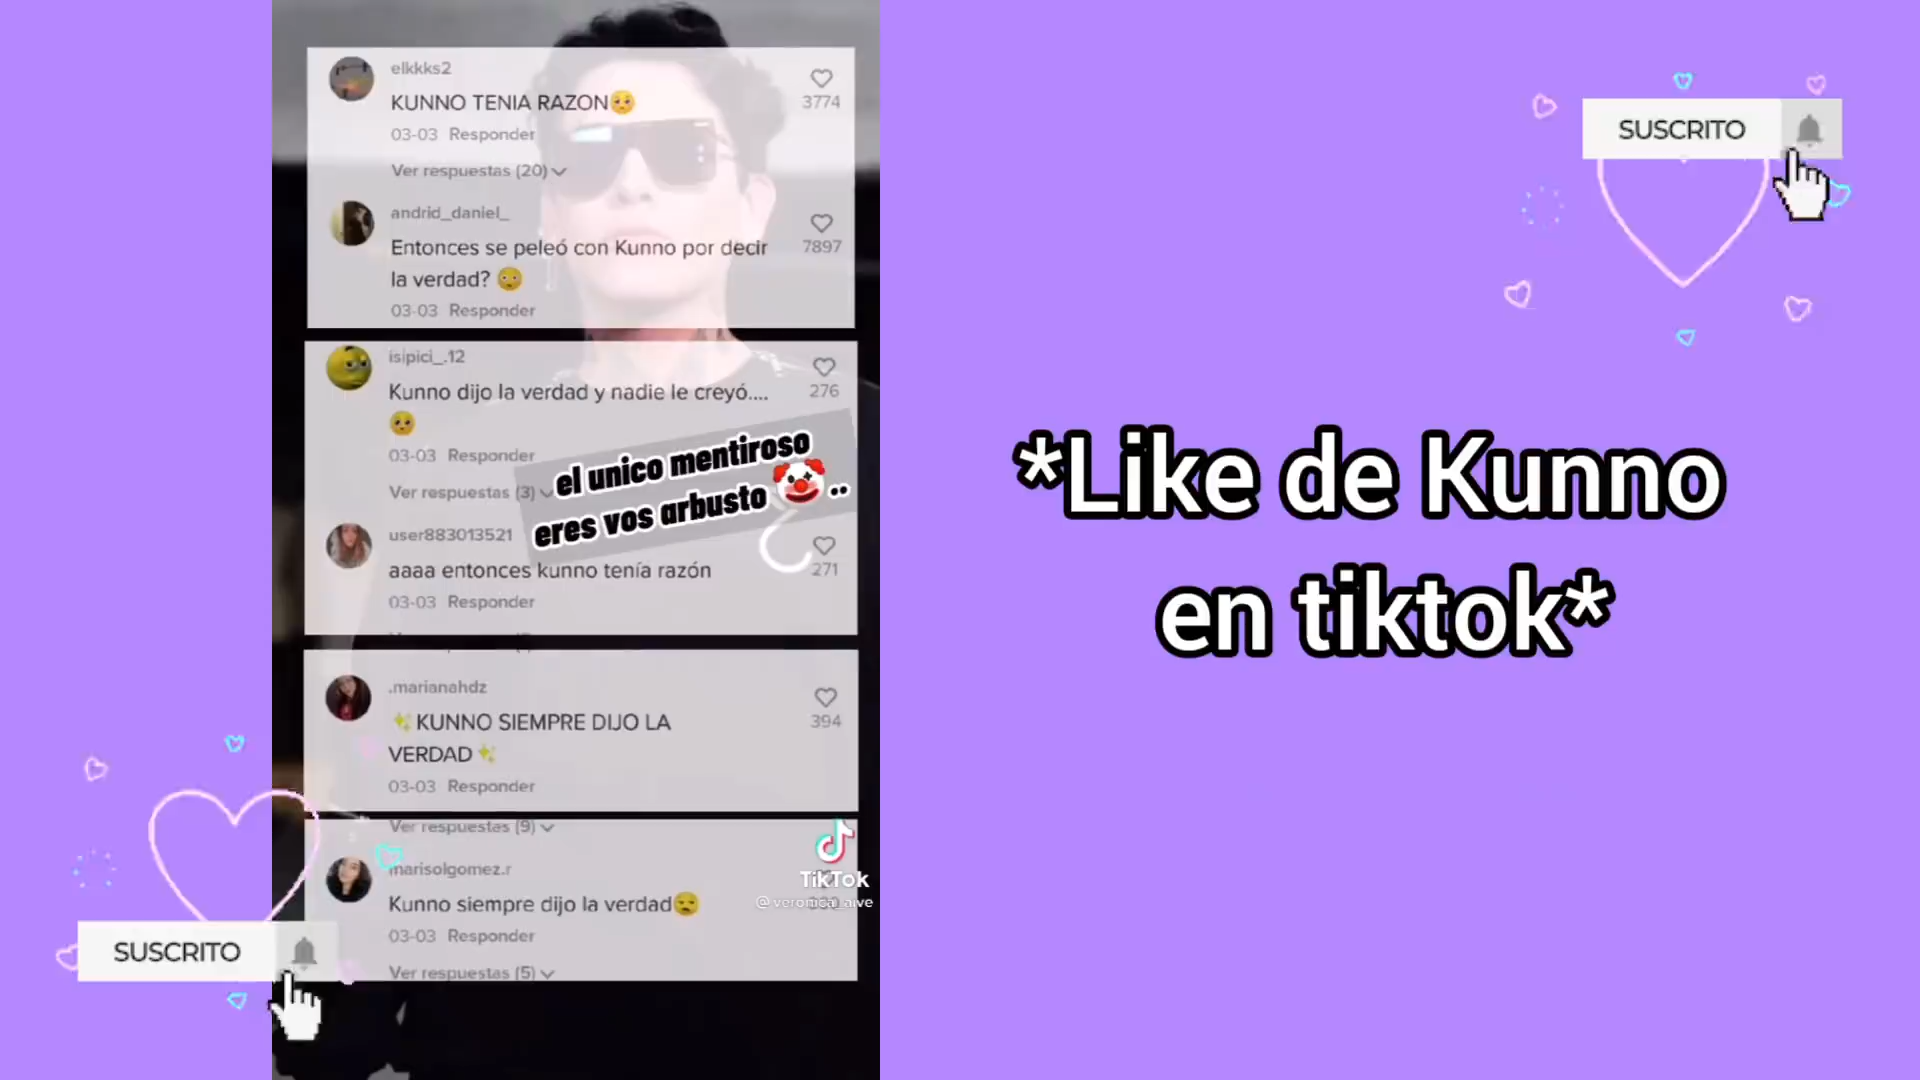 elkkks2
KUNNO TENIA RAZON🥺
3774
03-03 Responder
Ver respuestas (20)
andrid_daniel_
Entonces se peleó con Kunno por decir
la verdad? 😳
7897
03-03 Responder
isipici_.12
Kunno dijo la verdad y nadie le creyó....
🥺
276
03-03 Responder
Ver respuestas (3)
el unico mentiroso
eres vos arbusto 🤡..
user883013521
aaaa entonces kunno tenía razón
271
03-03 Responder
.marianahdz
✨KUNNO SIEMPRE DIJO LA
VERDAD✨
394
03-03 Responder
Ver respuestas (9)
marisolgomez.r
Kunno siempre dijo la verdad😪
03-03 Responder
Ver respuestas (5)
TikTok
SUSCRITO
SUSCRITO
*Like de Kunno
en tiktok*